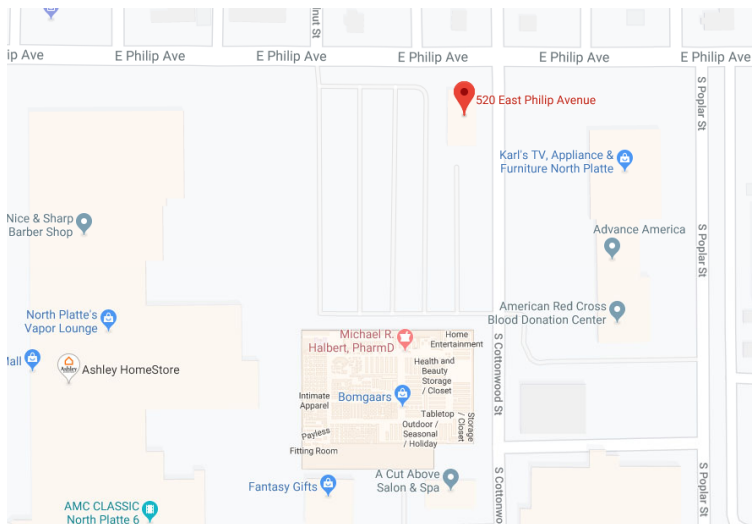 nut St
ip Ave
E Philip Ave
E Philip Ave
E Philip Ave
E Philip Ave
S Philip Ave
520 East Philip Avenue
S Poplar St
Karl's TV, Appliance &
Furniture North Platte
Nice & Sharp
Barber Shop
Advance America
S Poplar St
American Red Cross
Blood Donation Center
North Platte's
Vapor Lounge
Michael R.
Halbert, PharmD
Home
Entertainment
S Cottonwood St
Mall
Ashley
Ashley HomeStore
Health and
Beauty
Storage
/ Closet
Bomgaars
Intimate
Apparel
Tabletop
Outdoor /
Seasonal
/ Holiday
Storage
/ Closet
Payless
Fitting Room
A Cut Above
Salon & Spa
Fantasy Gifts
S Cottonwoo
S Poplar St
AMC CLASSIC
North Platte 6